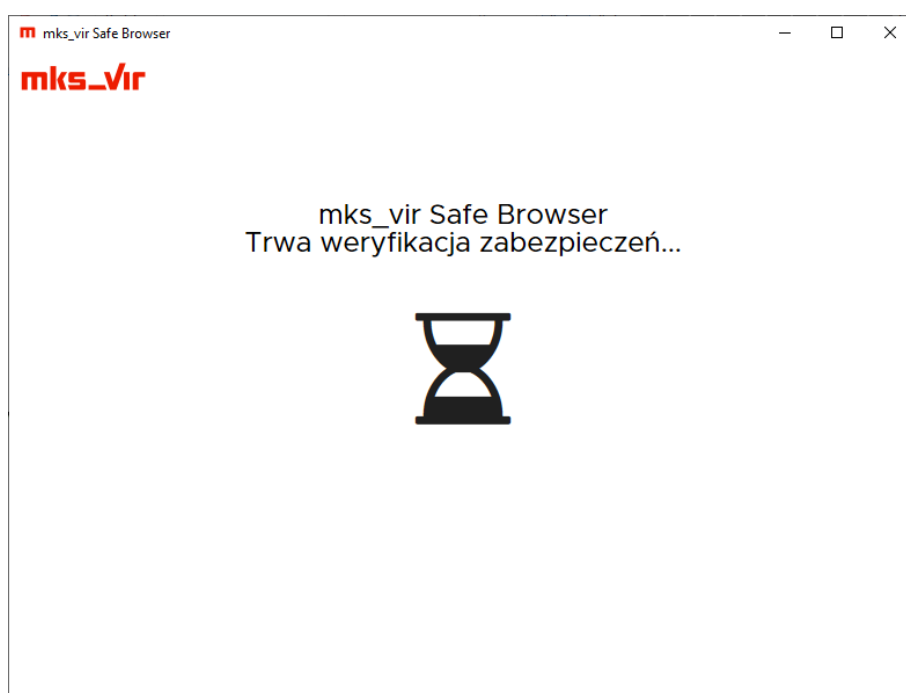 mks_vir Safe Browser
mks_vir
mks_vir Safe Browser
Trwa weryfikacja zabezpieczeń...